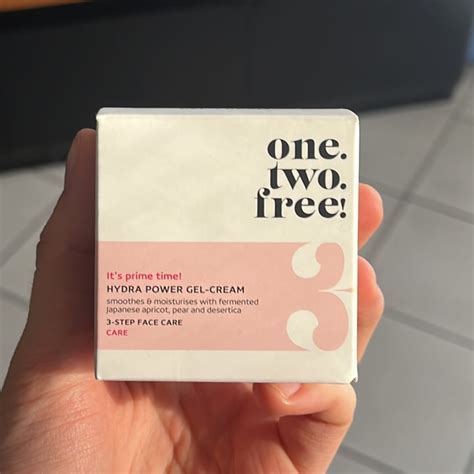 one.
two.
free!
It's prime time!
HYDRA POWER GEL-CREAM
smoothes & moisturises with fermented
Japanese apricot, pear and desertica
3-STEP FACE CARE
CARE
3